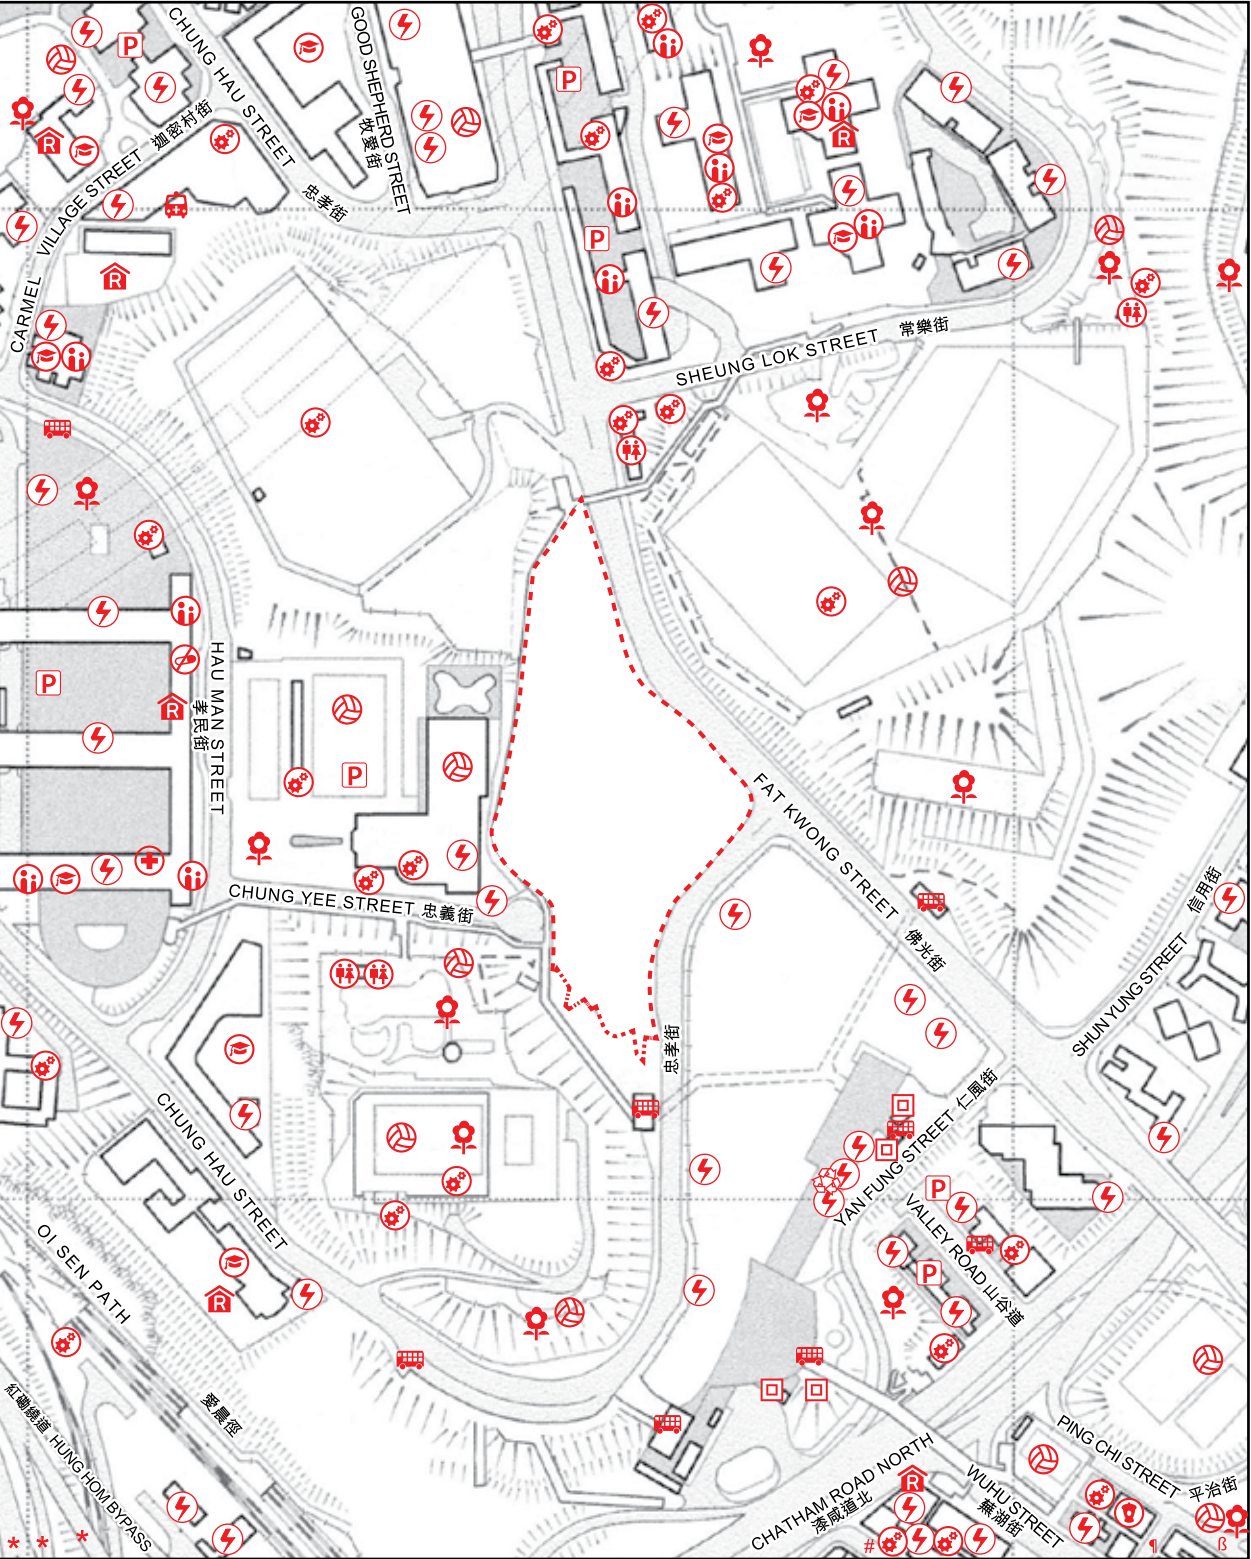 CHUNG HAU STREET
忠孝街
GOOD SHEPHERD STREET
牧愛街
P
P
CARMEL VILLAGE STREET 迦密村街
R
R
P
R
SHEUNG LOK STREET 常樂街
HAU MAN STREET
孝民街
P
R
P
CHUNG YEE STREET 忠義街
FAT KWONG STREET
佛光街
信用街
SHUN YUNG STREET
忠孝街
YAN FUNG STREET 仁風街
P
VALLEY ROAD 山谷道
P
CHUNG HAU STREET
R
OI SEN PATH
愛晨徑
紅磡繞道 HUNG HOM BYPASS
CHATHAM ROAD NORTH
漆咸道北
R
WUHU STREET
蕪湖街
PING CHI STREET 平治街
* * *
#
¶
ß